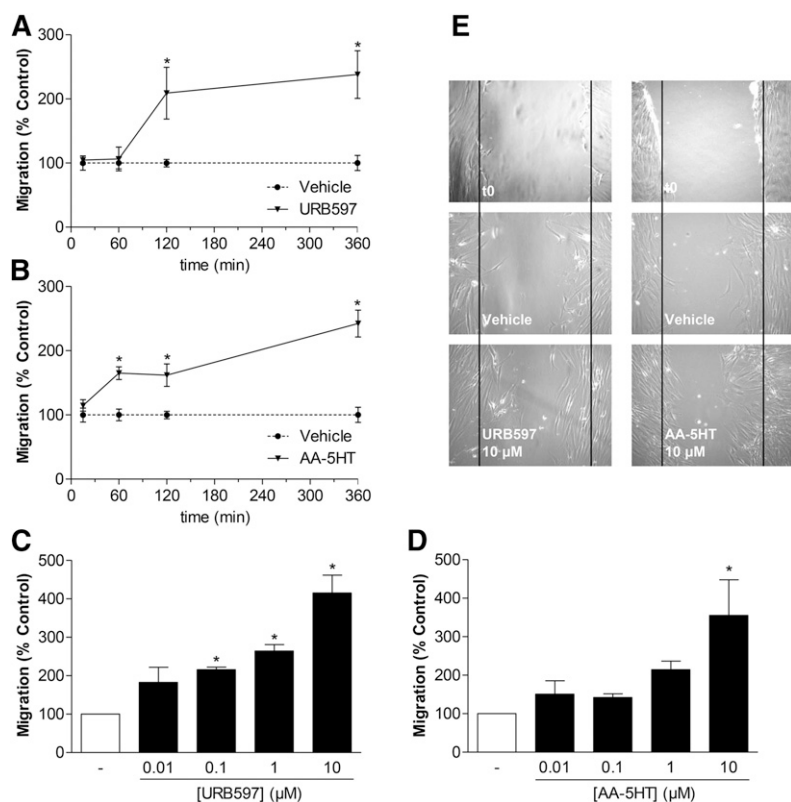 A
300
200
100
0
Migration (% Control)
Vehicle
URB597
* *
0 60 120 180 240 300 360
time (min)
B
300
200
100
0
Migration (% Control)
Vehicle
AA-5HT
* * *
0 60 120 180 240 300 360
time (min)
E
t0
t0
Vehicle
Vehicle
URB597
10 µM
AA-5HT
10 µM
C
500
400
300
200
100
0
Migration (% Control)
* * *
- 0.01 0.1 1 10
[URB597] (µM)
D
500
400
300
200
100
0
Migration (% Control)
*
- 0.01 0.1 1 10
[AA-5HT] (µM)